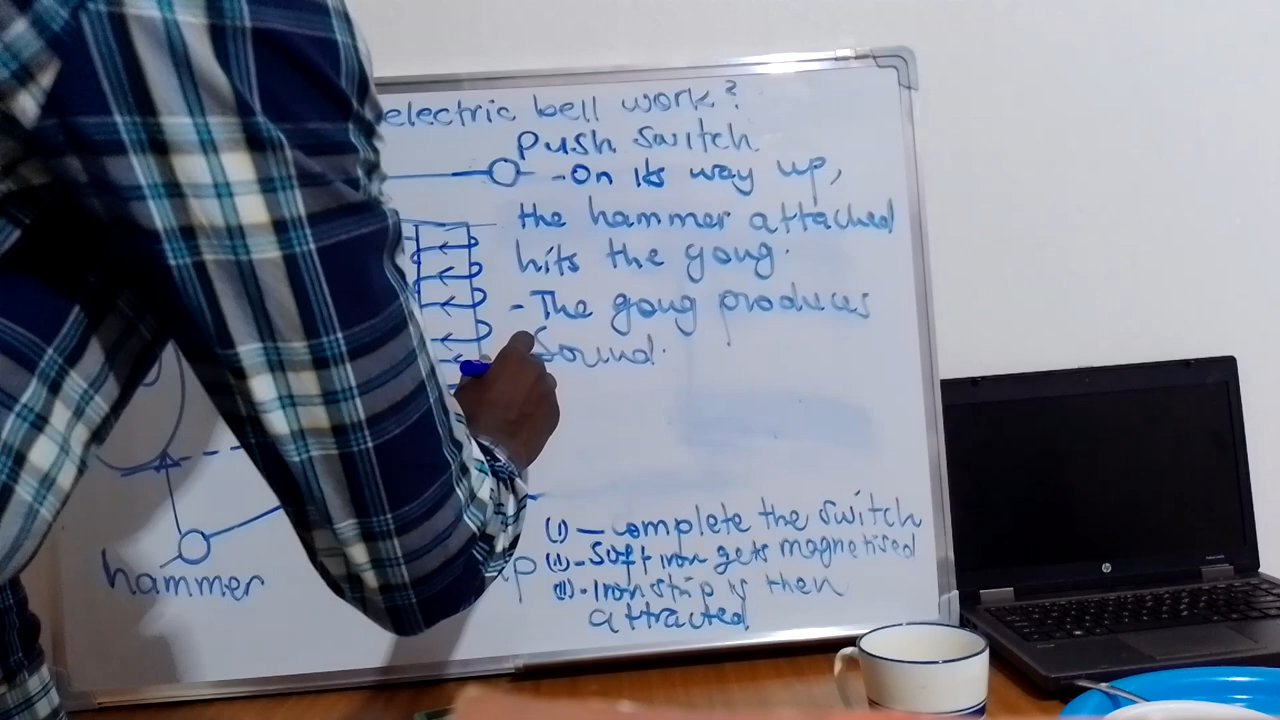 electric bell work?
Push switch
-On its way up,
the hammer attached
hits the gong.
-The gong produces
Sound.
hammer
(i) - complete the switch
(ii) - Soft iron gets magnetised
(iii) - Iron strip is then
attracted
hp